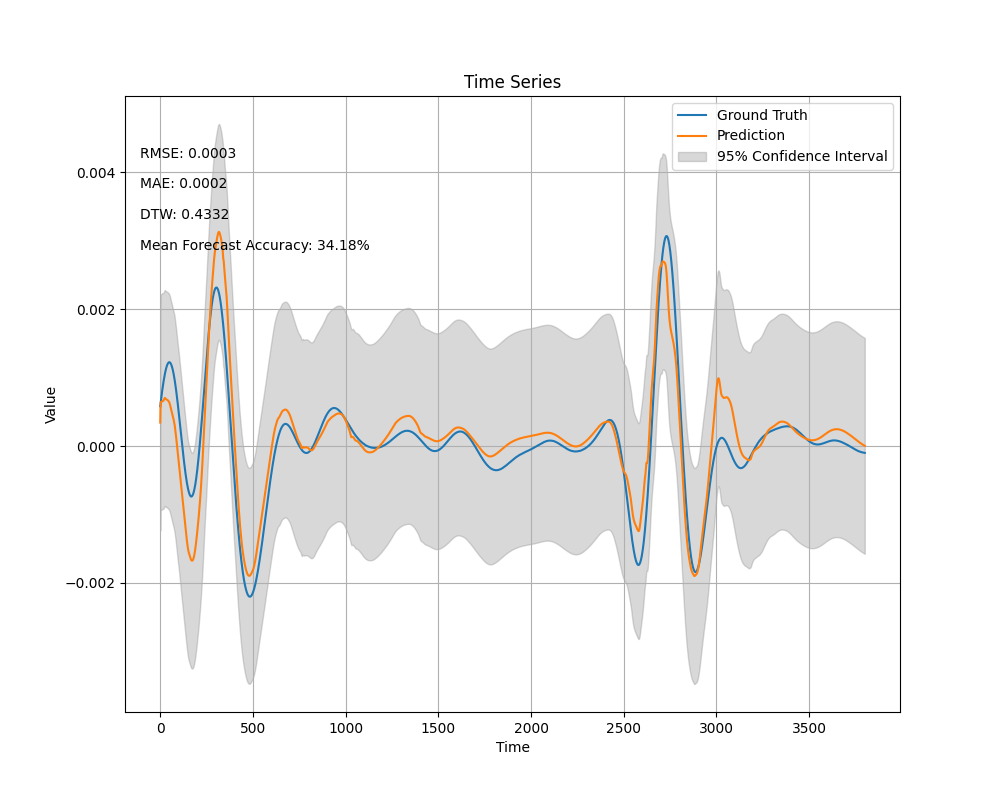 Time Series
Ground Truth
Prediction
95% Confidence Interval
RMSE: 0.0003
MAE: 0.0002
DTW: 0.4332
Mean Forecast Accuracy: 34.18%
0.004
0.002
0.000
−0.002
Value
0 500 1000 1500 2000 2500 3000 3500
Time